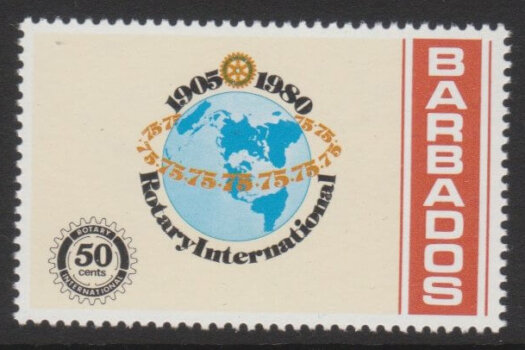 1905 1980
75·75 75·75
75·75·75·75·75·75·75
Rotary International
BARBADOS
ROTARY
50
cents
INTERNATIONAL